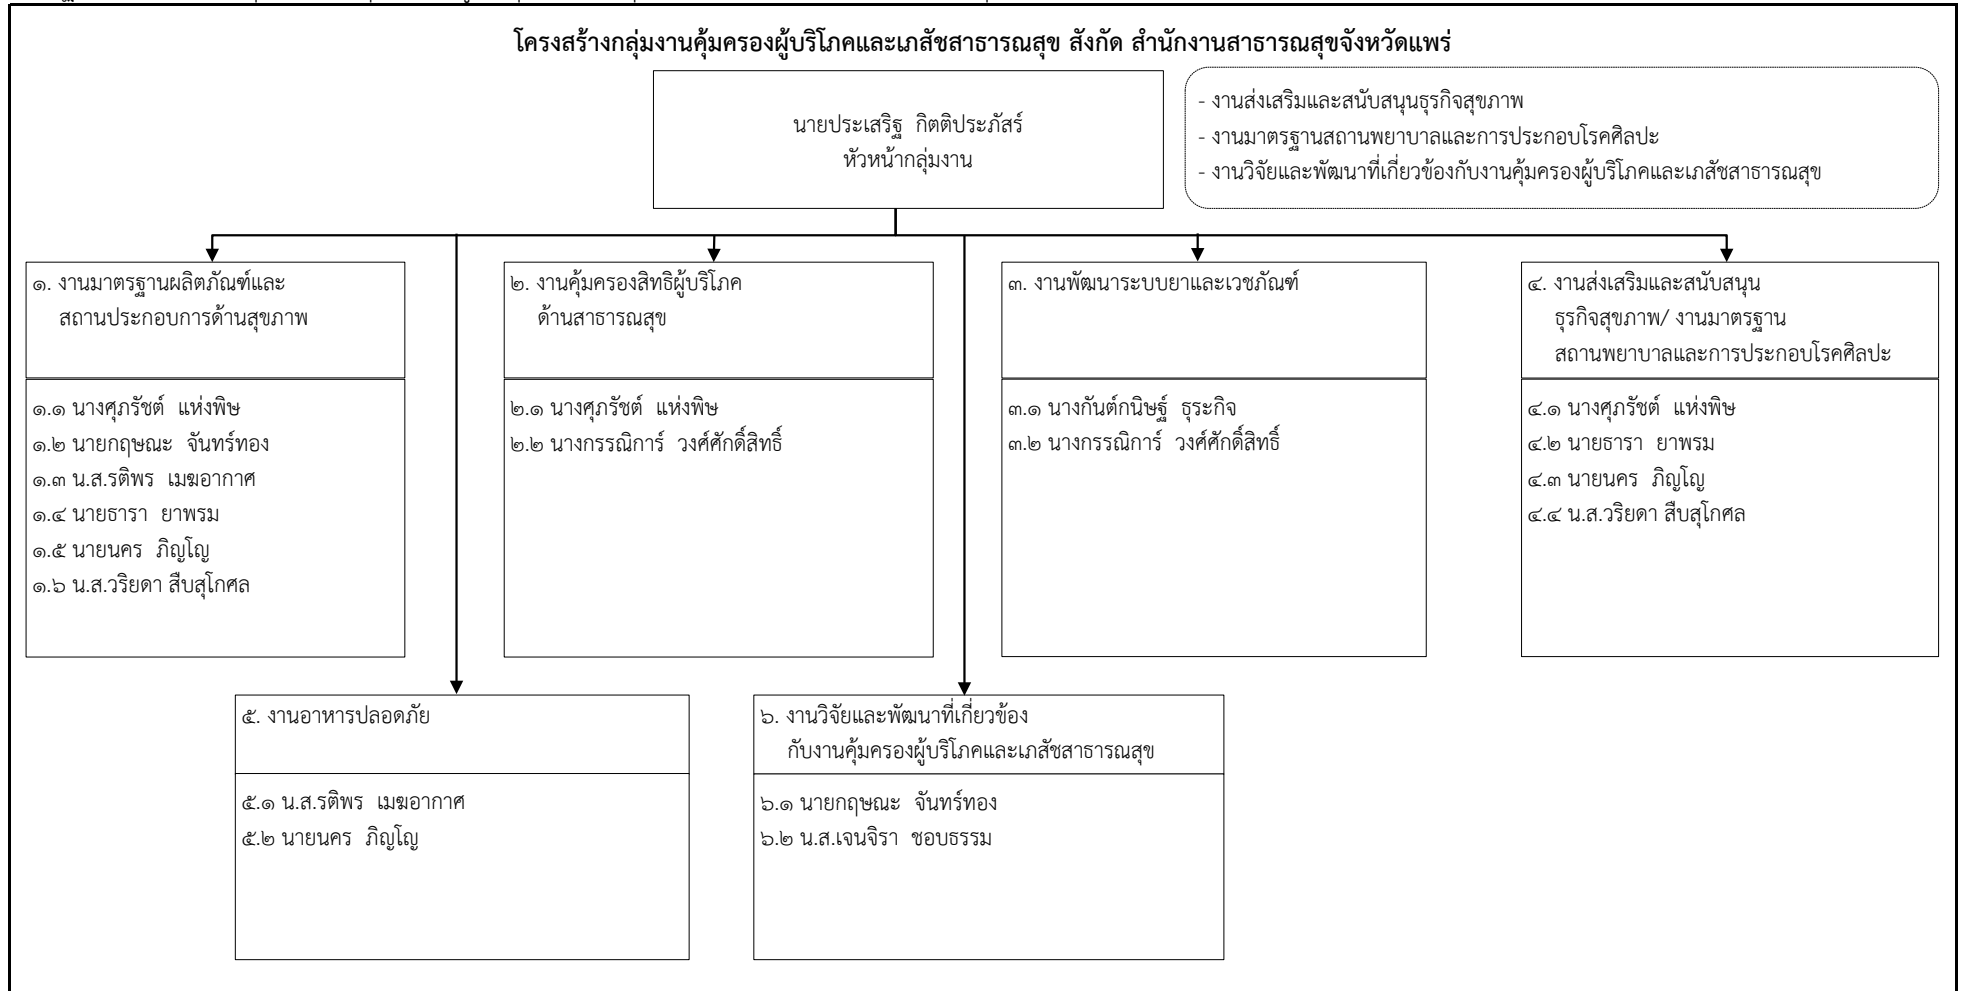 โครงสร้างกลุ่มงานคุ้มครองผู้บริโภคและเภสัชสาธารณสุข สังกัด สำนักงานสาธารณสุขจังหวัดแพร่
นายประเสริฐ กิตติประภัสร์
หัวหน้ากลุ่มงาน
- งานส่งเสริมและสนับสนุนธุรกิจสุขภาพ
- งานมาตรฐานสถานพยาบาลและการประกอบโรคศิลปะ
- งานวิจัยและพัฒนาที่เกี่ยวข้องกับงานคุ้มครองผู้บริโภคและเภสัชสาธารณสุข
๑. งานมาตรฐานผลิตภัณฑ์และ
สถานประกอบการด้านสุขภาพ
๑.๑ นางศุภรัชต์ แห่งพิษ
๑.๒ นายกฤษณะ จันทร์ทอง
๑.๓ น.ส.รติพร เมฆอากาศ
๑.๔ นายธารา ยาพรม
๑.๕ นายนคร ภิญโญ
๑.๖ น.ส.วริยดา สืบสุโกศล
๒. งานคุ้มครองสิทธิผู้บริโภค
ด้านสาธารณสุข
๒.๑ นางศุภรัชต์ แห่งพิษ
๒.๒ นางกรรณิการ์ วงศ์ศักดิ์สิทธิ์
๓. งานพัฒนาระบบยาและเวชภัณฑ์
๓.๑ นางกันต์กนิษฐ์ ธุระกิจ
๓.๒ นางกรรณิการ์ วงศ์ศักดิ์สิทธิ์
๔. งานส่งเสริมและสนับสนุน
ธุรกิจสุขภาพ/ งานมาตรฐาน
สถานพยาบาลและการประกอบโรคศิลปะ
๔.๑ นางศุภรัชต์ แห่งพิษ
๔.๒ นายธารา ยาพรม
๔.๓ นายนคร ภิญโญ
๔.๔ น.ส.วริยดา สืบสุโกศล
๕. งานอาหารปลอดภัย
๕.๑ น.ส.รติพร เมฆอากาศ
๕.๒ นายนคร ภิญโญ
๖. งานวิจัยและพัฒนาที่เกี่ยวข้อง
กับงานคุ้มครองผู้บริโภคและเภสัชสาธารณสุข
๖.๑ นายกฤษณะ จันทร์ทอง
๖.๒ น.ส.เจนจิรา ชอบธรรม